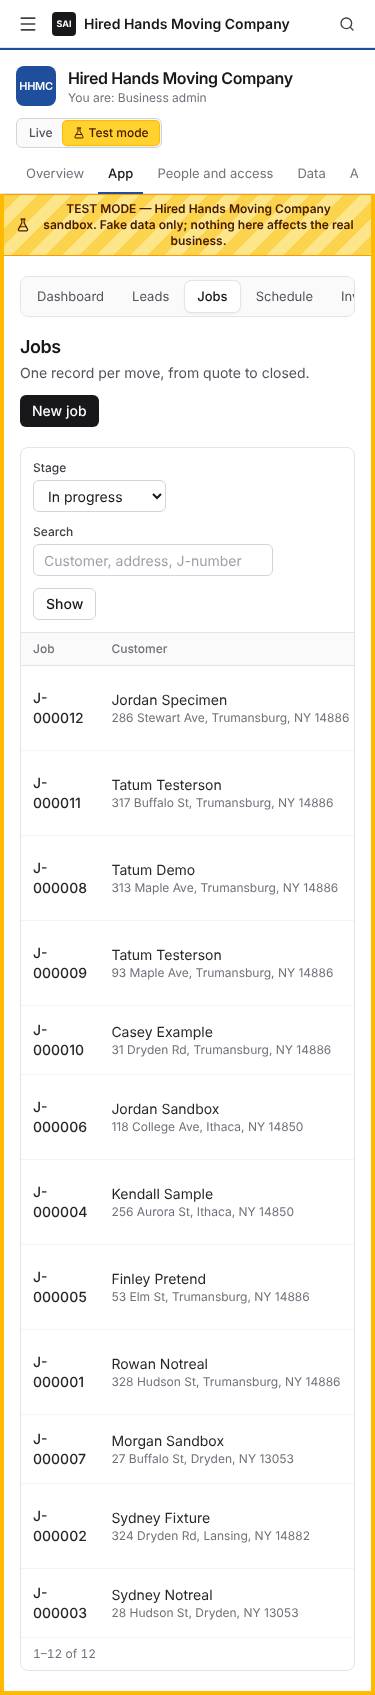 SAI Hired Hands Moving Company
HHMC
Hired Hands Moving Company
You are: Business admin
Live Test mode
Overview App People and access Data A
TEST MODE — Hired Hands Moving Company
sandbox. Fake data only; nothing here affects the real
business.
Dashboard Leads Jobs Schedule Inv
Jobs
One record per move, from quote to closed.
New job
Stage
In progress
Search
Customer, address, J-number
Show
Job Customer
J-
000012
Jordan Specimen
286 Stewart Ave, Trumansburg, NY 14886
J-
000011
Tatum Testerson
317 Buffalo St, Trumansburg, NY 14886
J-
000008
Tatum Demo
313 Maple Ave, Trumansburg, NY 14886
J-
000009
Tatum Testerson
93 Maple Ave, Trumansburg, NY 14886
J-
000010
Casey Example
31 Dryden Rd, Trumansburg, NY 14886
J-
000006
Jordan Sandbox
118 College Ave, Ithaca, NY 14850
J-
000004
Kendall Sample
256 Aurora St, Ithaca, NY 14850
J-
000005
Finley Pretend
53 Elm St, Trumansburg, NY 14886
J-
000001
Rowan Notreal
328 Hudson St, Trumansburg, NY 14886
J-
000007
Morgan Sandbox
27 Buffalo St, Dryden, NY 13053
J-
000002
Sydney Fixture
324 Dryden Rd, Lansing, NY 14882
J-
000003
Sydney Notreal
28 Hudson St, Dryden, NY 13053
1–12 of 12